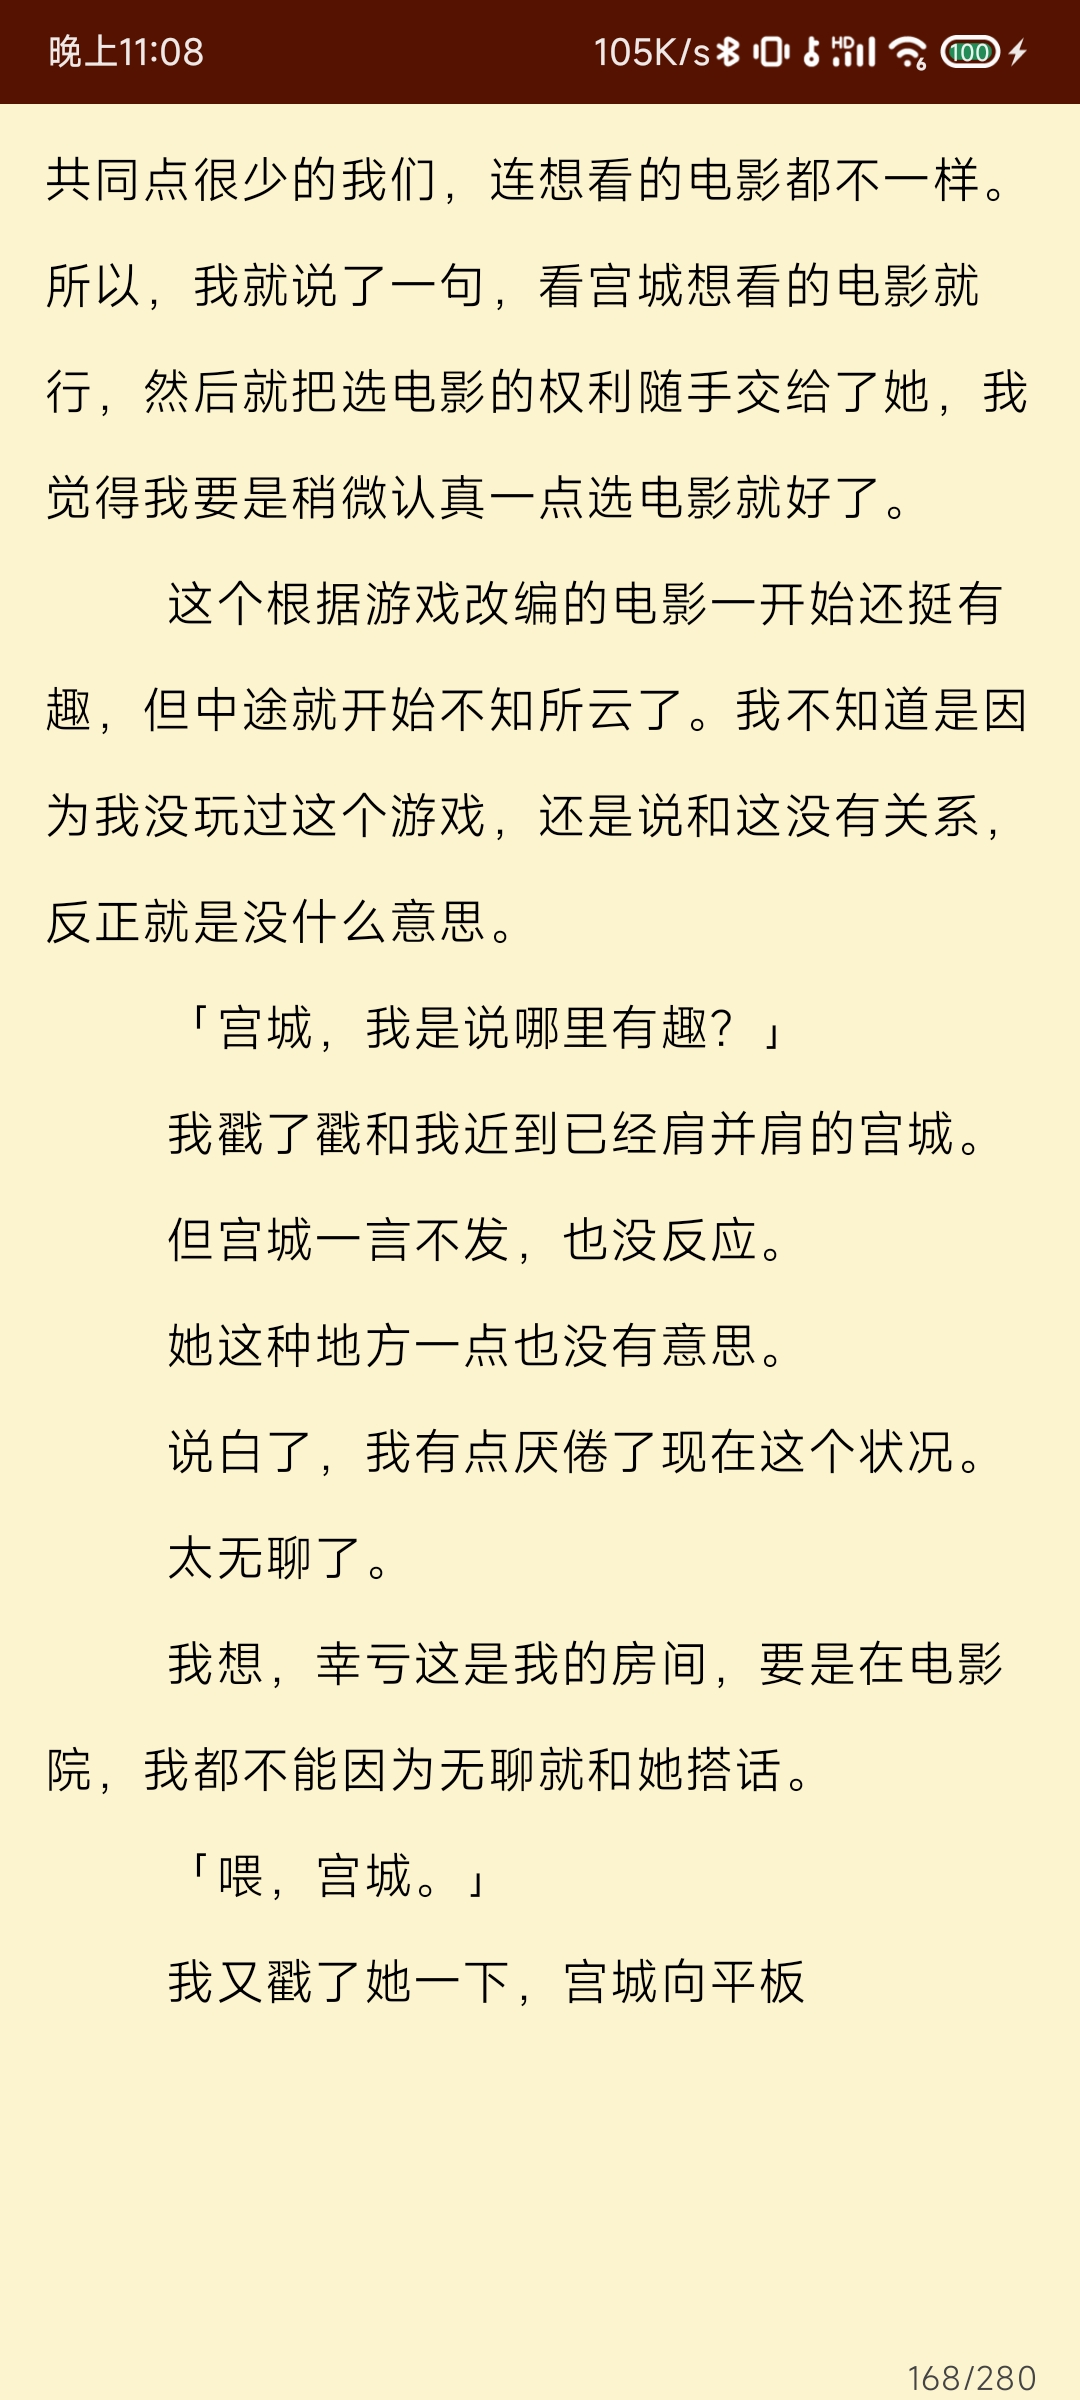 晚上11:08
105K/s
HD
6
100
共同点很少的我们，连想看的电影都不一样。
所以，我就说了一句，看宫城想看的电影就
行，然后就把选电影的权利随手交给了她，我
觉得我要是稍微认真一点选电影就好了。
这个根据游戏改编的电影一开始还挺有
趣，但中途就开始不知所云了。我不知道是因
为我没玩过这个游戏，还是说和这没有关系，
反正就是没什么意思。
「宫城，我是说哪里有趣？」
我戳了戳和我近到已经肩并肩的宫城。
但宫城一言不发，也没反应。
她这种地方一点也没有意思。
说白了，我有点厌倦了现在这个状况。
太无聊了。
我想，幸亏这是我的房间，要是在电影
院，我都不能因为无聊就和她搭话。
「喂，宫城。」
我又戳了她一下，宫城向平板
168/280